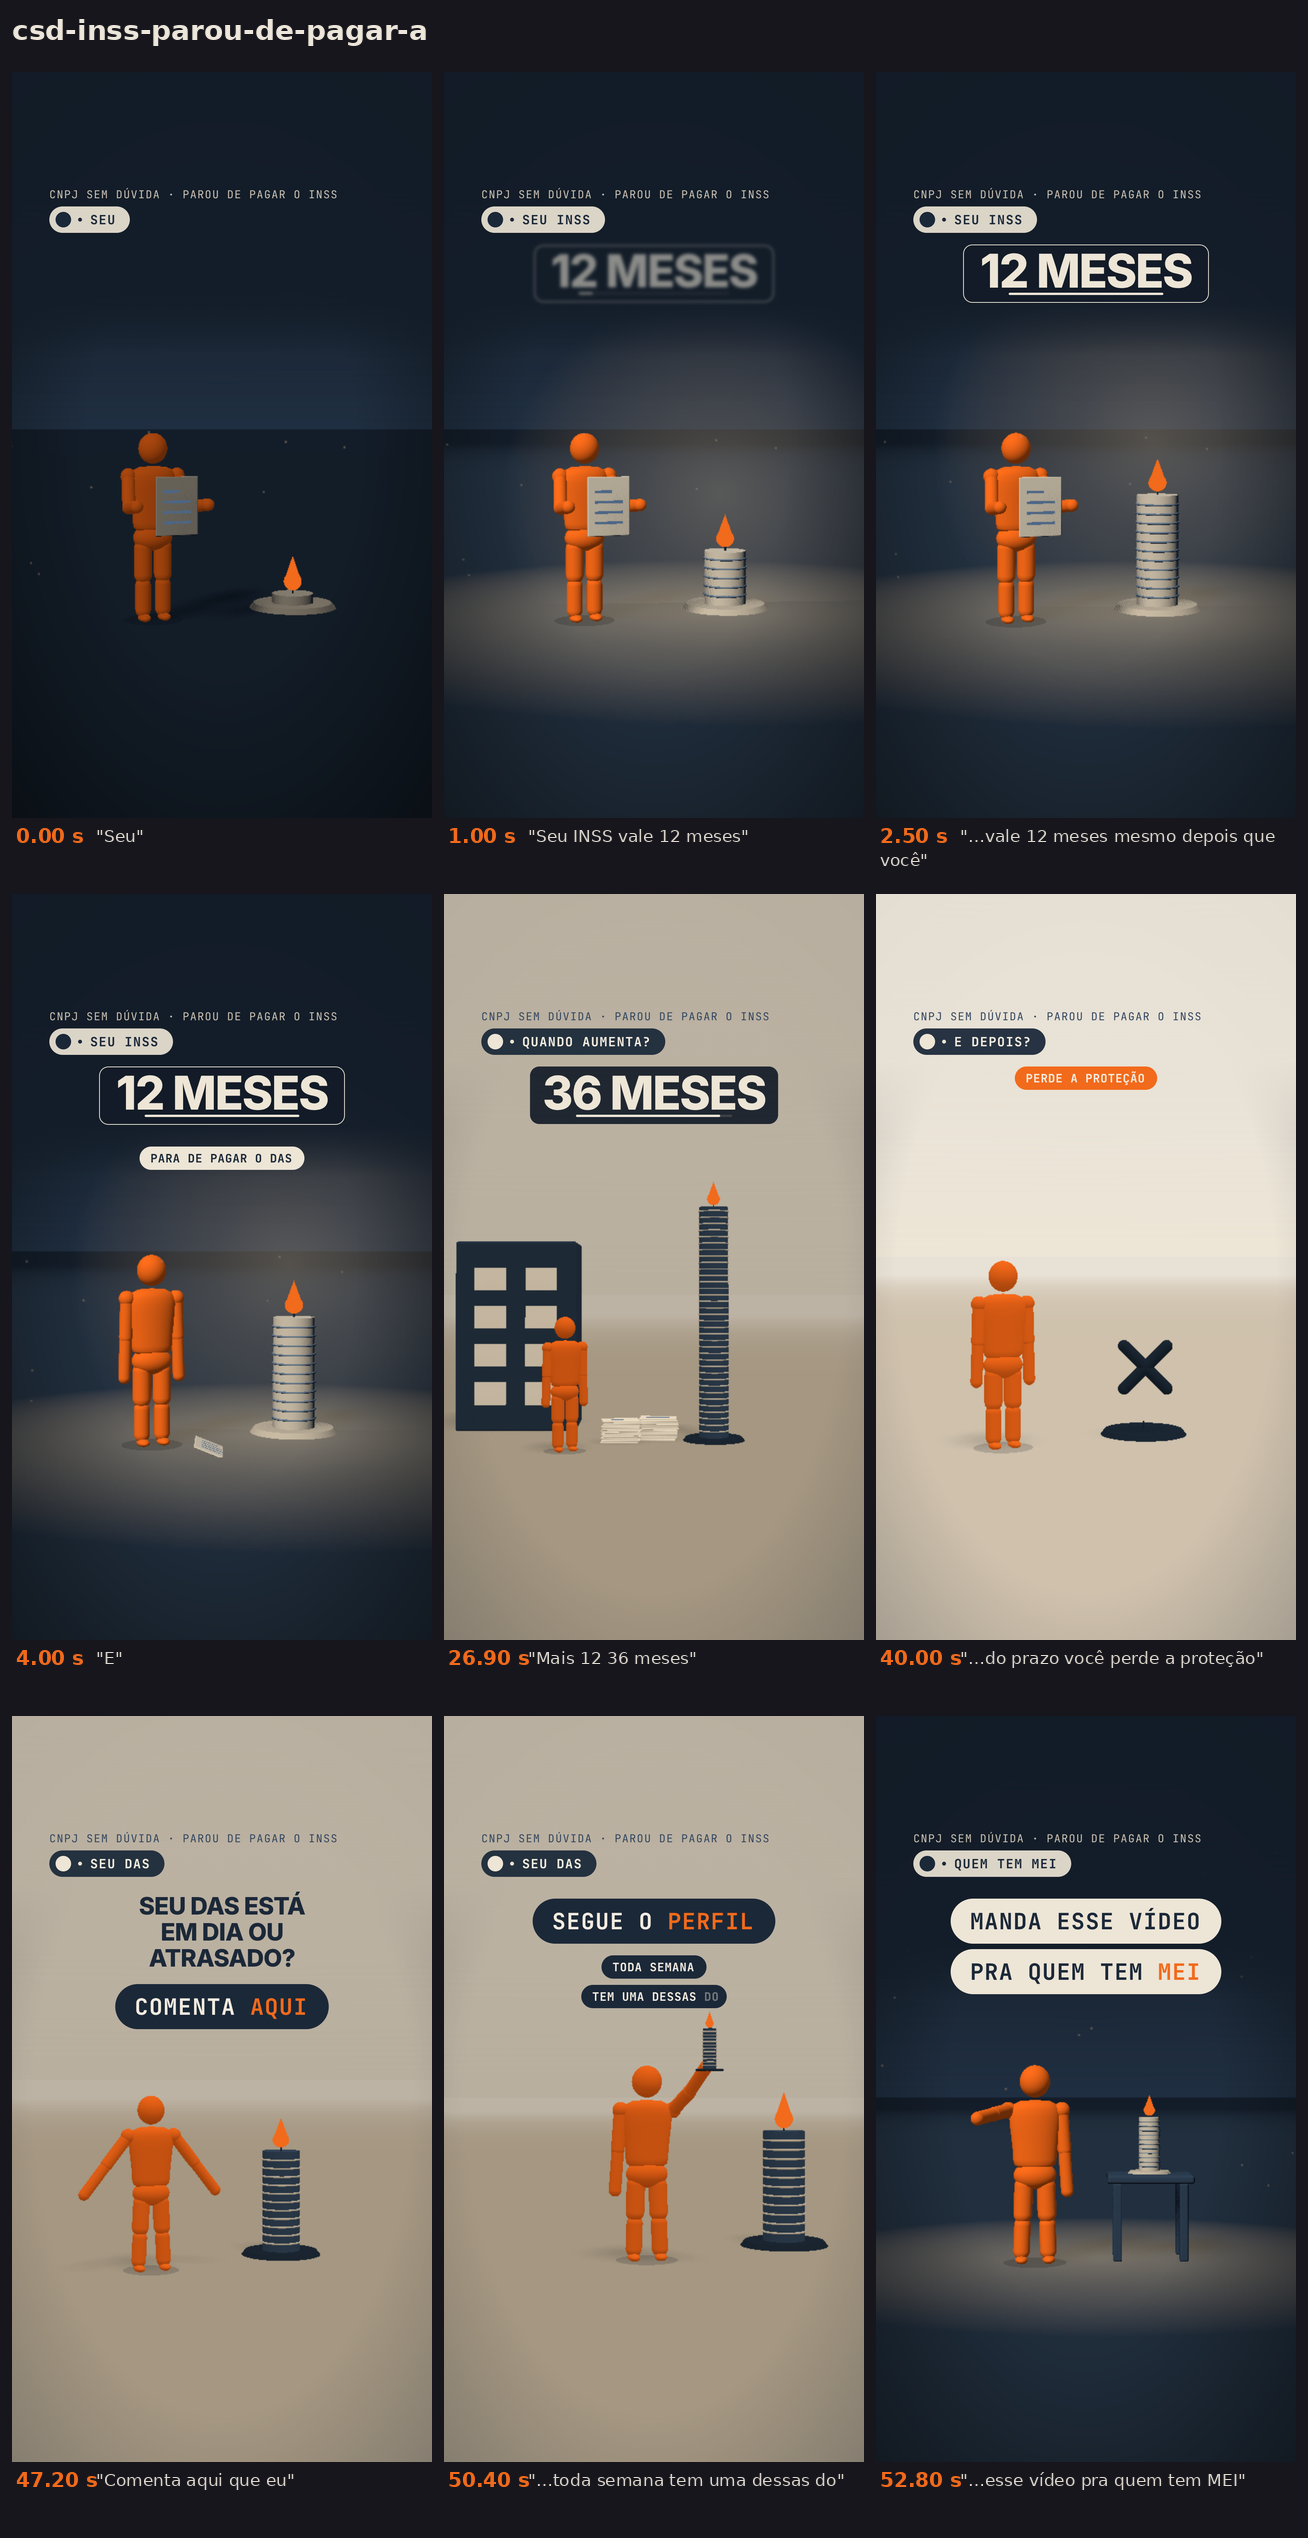 csd-inss-parou-de-pagar-a
CNPJ SEM DÚVIDA · PAROU DE PAGAR O INSS
• SEU
0.00 s "Seu"
CNPJ SEM DÚVIDA · PAROU DE PAGAR O INSS
• SEU INSS
12 MESES
1.00 s "Seu INSS vale 12 meses"
CNPJ SEM DÚVIDA · PAROU DE PAGAR O INSS
• SEU INSS
12 MESES
2.50 s "…vale 12 meses mesmo depois que
você"
CNPJ SEM DÚVIDA · PAROU DE PAGAR O INSS
• SEU INSS
12 MESES
PARA DE PAGAR O DAS
4.00 s "E"
CNPJ SEM DÚVIDA · PAROU DE PAGAR O INSS
• QUANDO AUMENTA?
36 MESES
26.90 s "Mais 12 36 meses"
CNPJ SEM DÚVIDA · PAROU DE PAGAR O INSS
• E DEPOIS?
PERDE A PROTEÇÃO
40.00 s "…do prazo você perde a proteção"
CNPJ SEM DÚVIDA · PAROU DE PAGAR O INSS
• SEU DAS
SEU DAS ESTÁ
EM DIA OU
ATRASADO?
COMENTA AQUI
47.20 s "Comenta aqui que eu"
CNPJ SEM DÚVIDA · PAROU DE PAGAR O INSS
• SEU DAS
SEGUE O PERFIL
TODA SEMANA
TEM UMA DESSAS DO
50.40 s "…toda semana tem uma dessas do"
CNPJ SEM DÚVIDA · PAROU DE PAGAR O INSS
• QUEM TEM MEI
MANDA ESSE VÍDEO
PRA QUEM TEM MEI
52.80 s "…esse vídeo pra quem tem MEI"